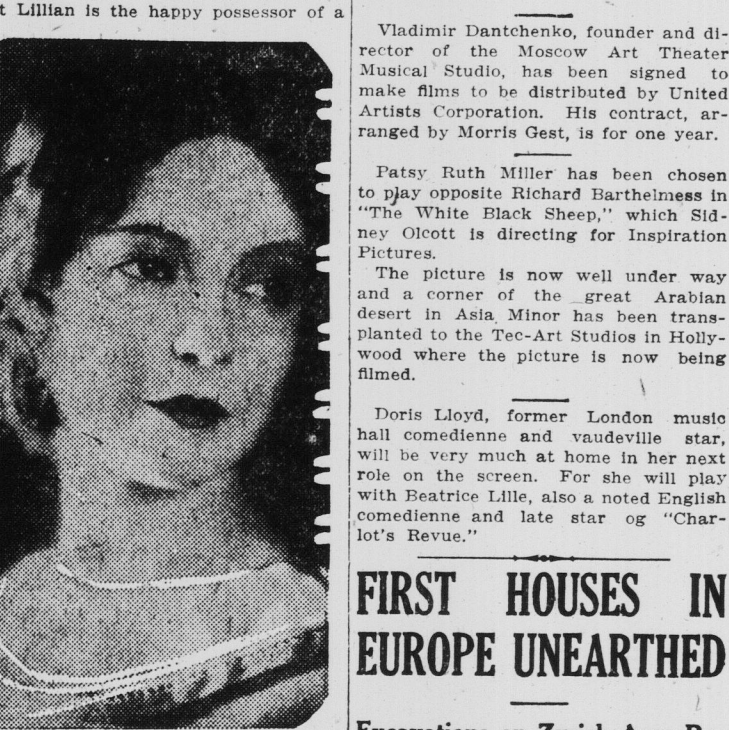 t Lillian is the happy possessor of a
Vladimir Dantchenko, founder and di-
rector of the Moscow Art Theater
Musical Studio, has been signed to
make films to be distributed by United
Artists Corporation. His contract, ar-
ranged by Morris Gest, is for one year.
Patsy Ruth Miller has been chosen
to play opposite Richard Barthelmess in
"The White Black Sheep," which Sid-
ney Olcott is directing for Inspiration
Pictures.
The picture is now well under way
and a corner of the great Arabian
desert in Asia Minor has been trans-
planted to the Tec-Art Studios in Holly-
wood where the picture is now being
filmed.
Doris Lloyd, former London music
hall comedienne and vaudeville star,
will be very much at home in her next
role on the screen. For she will play
with Beatrice Lille, also a noted English
comedienne and late star og "Char-
lot's Revue."
FIRST HOUSES IN
EUROPE UNEARTHED